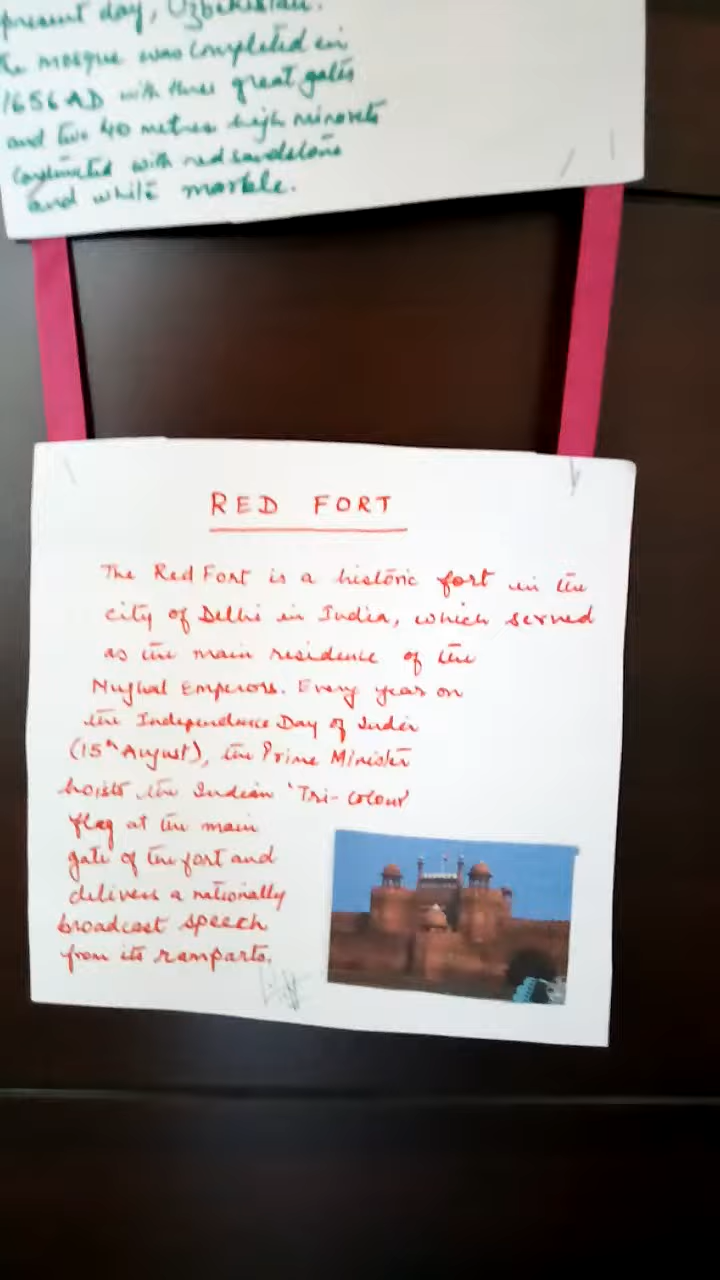 present day, Uzbekistan.
the mosque was completed in
1656 AD with three great gates
and two 40 metres high minarets
constructed with red sandstone
and white marble.
RED FORT
The Red Fort is a historic fort in the
city of Delhi in India, which served
as the main residence of the
Mughal Emperors. Every year on
the Independence Day of India
(15th August), the Prime Minister
hoists the Indian 'Tri-colour'
flag at the main
gate of the fort and
delivers a nationally
broadcast speech
from its ramparts.